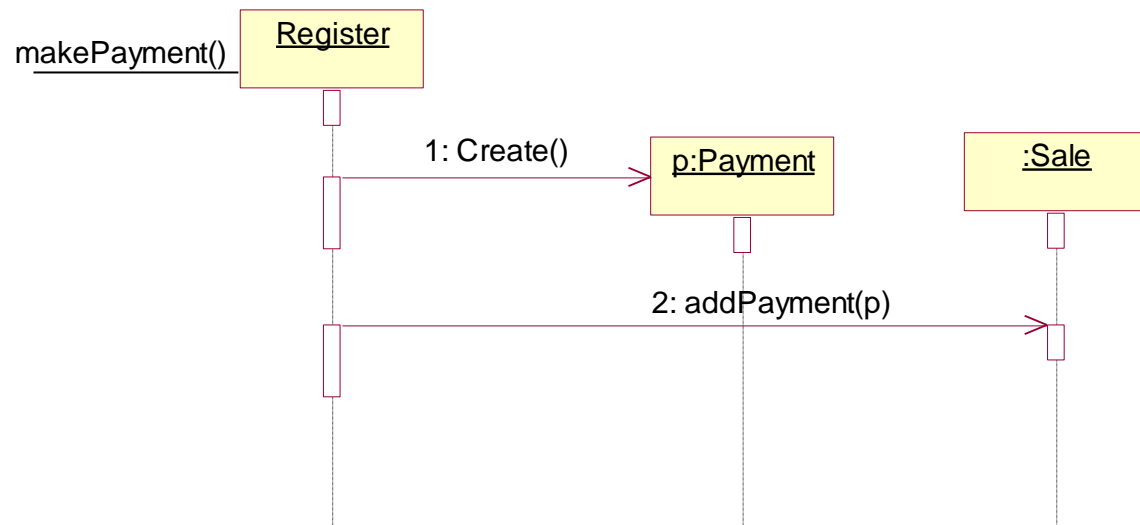 Register
makePayment()
1: Create()
p:Payment
:Sale
2: addPayment(p)